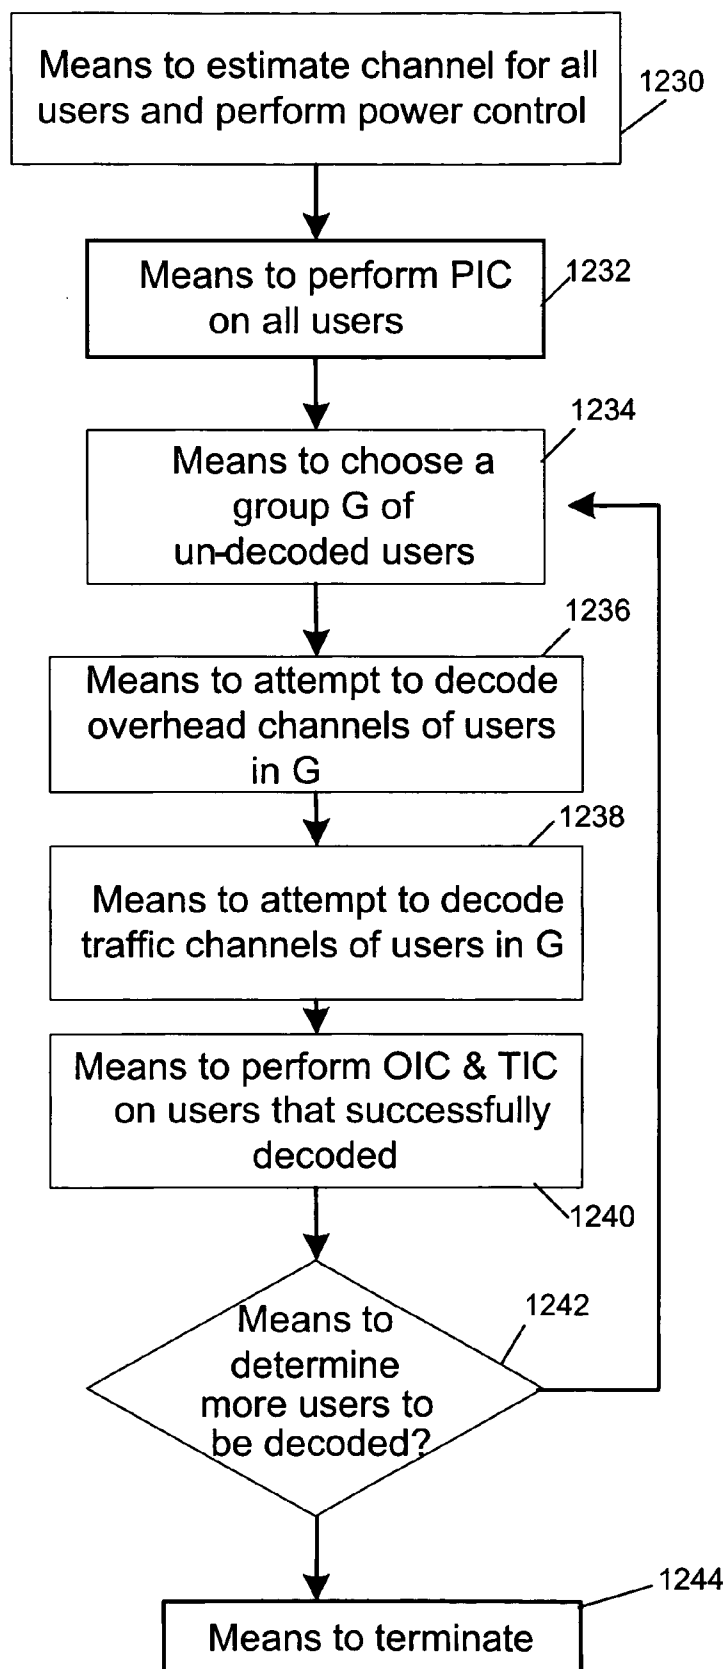 Means to estimate channel for all
users and perform power control
1230
Means to perform PIC
on all users
1232
1234
Means to choose a
group G of
un-decoded users
1236
Means to attempt to decode
overhead channels of users
in G
1238
Means to attempt to decode
traffic channels of users in G
Means to perform OIC & TIC
on users that successfully
decoded
1240
1242
Means to
determine
more users to
be decoded?
1244
Means to terminate